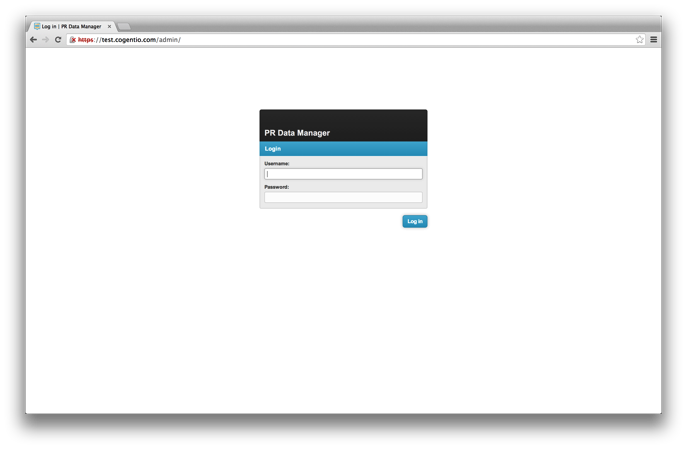 Log in | PR Data Manager
https://test.cogentio.com/admin/
PR Data Manager
Login
Username:
Password:
Log In